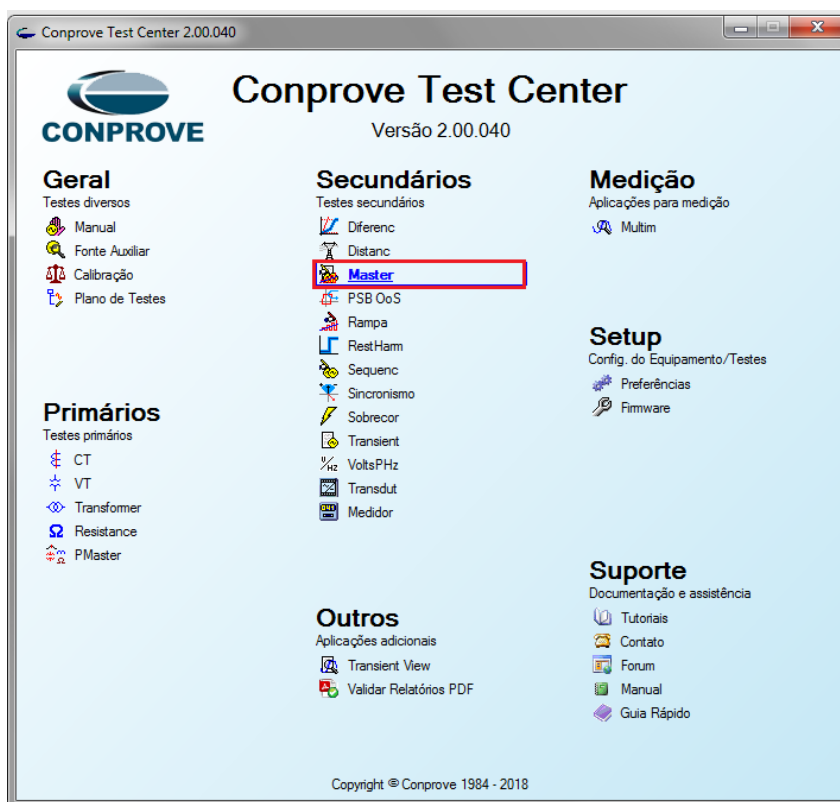 Conprove Test Center 2.00.040
CONPROVE
Conprove Test Center
Versão 2.00.040
Geral
Testes diversos
Manual
Fonte Auxiliar
Calibração
Plano de Testes
Primários
Testes primários
CT
VT
Transformer
Resistance
PMaster
Secundários
Testes secundários
Diferenc
Distanc
Master
PSB OoS
Rampa
RestHarm
Sequenc
Sincronismo
Sobrecor
Transient
VoltsPHz
Transdut
Medidor
Outros
Aplicações adicionais
Transient View
Validar Relatórios PDF
Medição
Aplicações para medição
Multim
Setup
Config. do Equipamento/Testes
Preferências
Firmware
Suporte
Documentação e assistência
Tutoriais
Contato
Forum
Manual
Guia Rápido
Copyright © Conprove 1984 - 2018